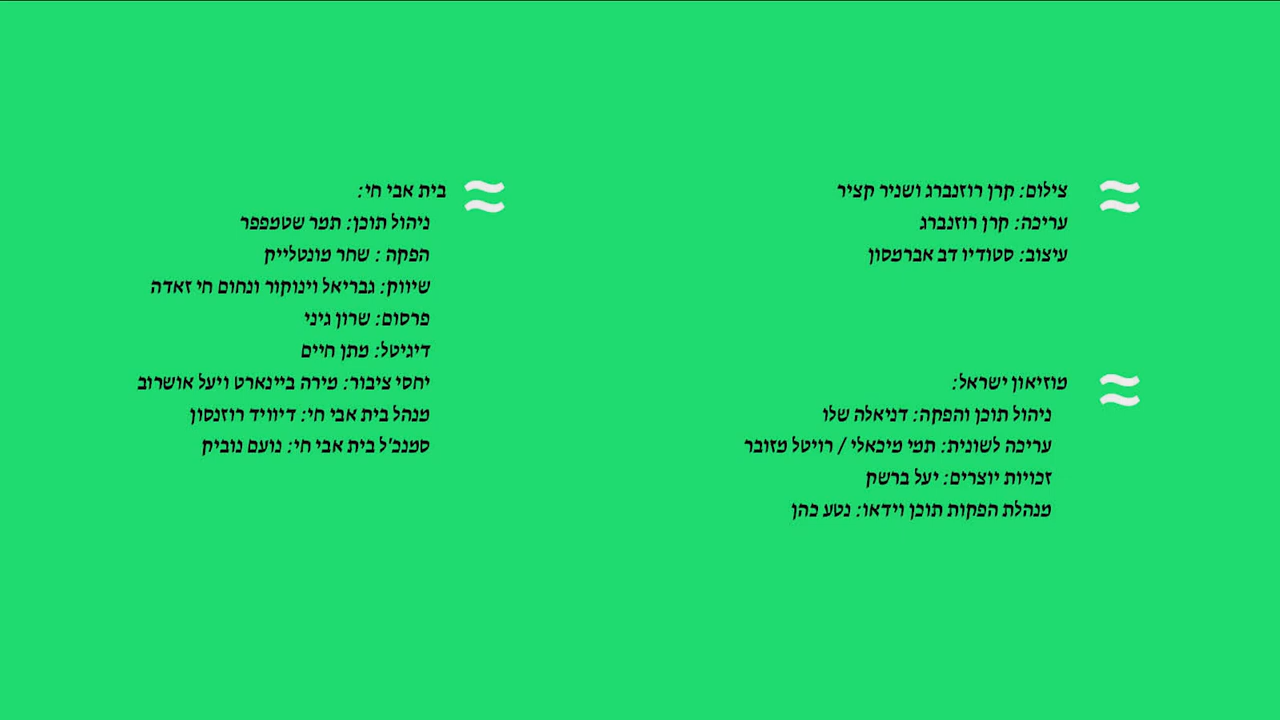 צילום: קרן רוזנברג ושניר קציר
עריכה: קרן רוזנברג
עיצוב: סטודיו דב אברמסון
מוזיאון ישראל:
ניהול תוכן והפקה: דניאלה שלו
עריכה לשונית: תמי מיכאלי / רויטל מזובר
זכויות יוצרים: יעל ברשק
מנהלת הפקות תוכן וידאו: נטע כהן
בית אבי חי:
ניהול תוכן: תמר שטמפפר
הפקה : שחר מונטלייק
שיווק: גבריאל וינוקור ונחום חי זאדה
פרסום: שרון גיני
דיגיטל: מתן חיים
יחסי ציבור: מירה ביינארט ויעל אושרוב
מנהל בית אבי חי: דיוויד רוזנסון
סמנכ'ל בית אבי חי: נועם נוביק